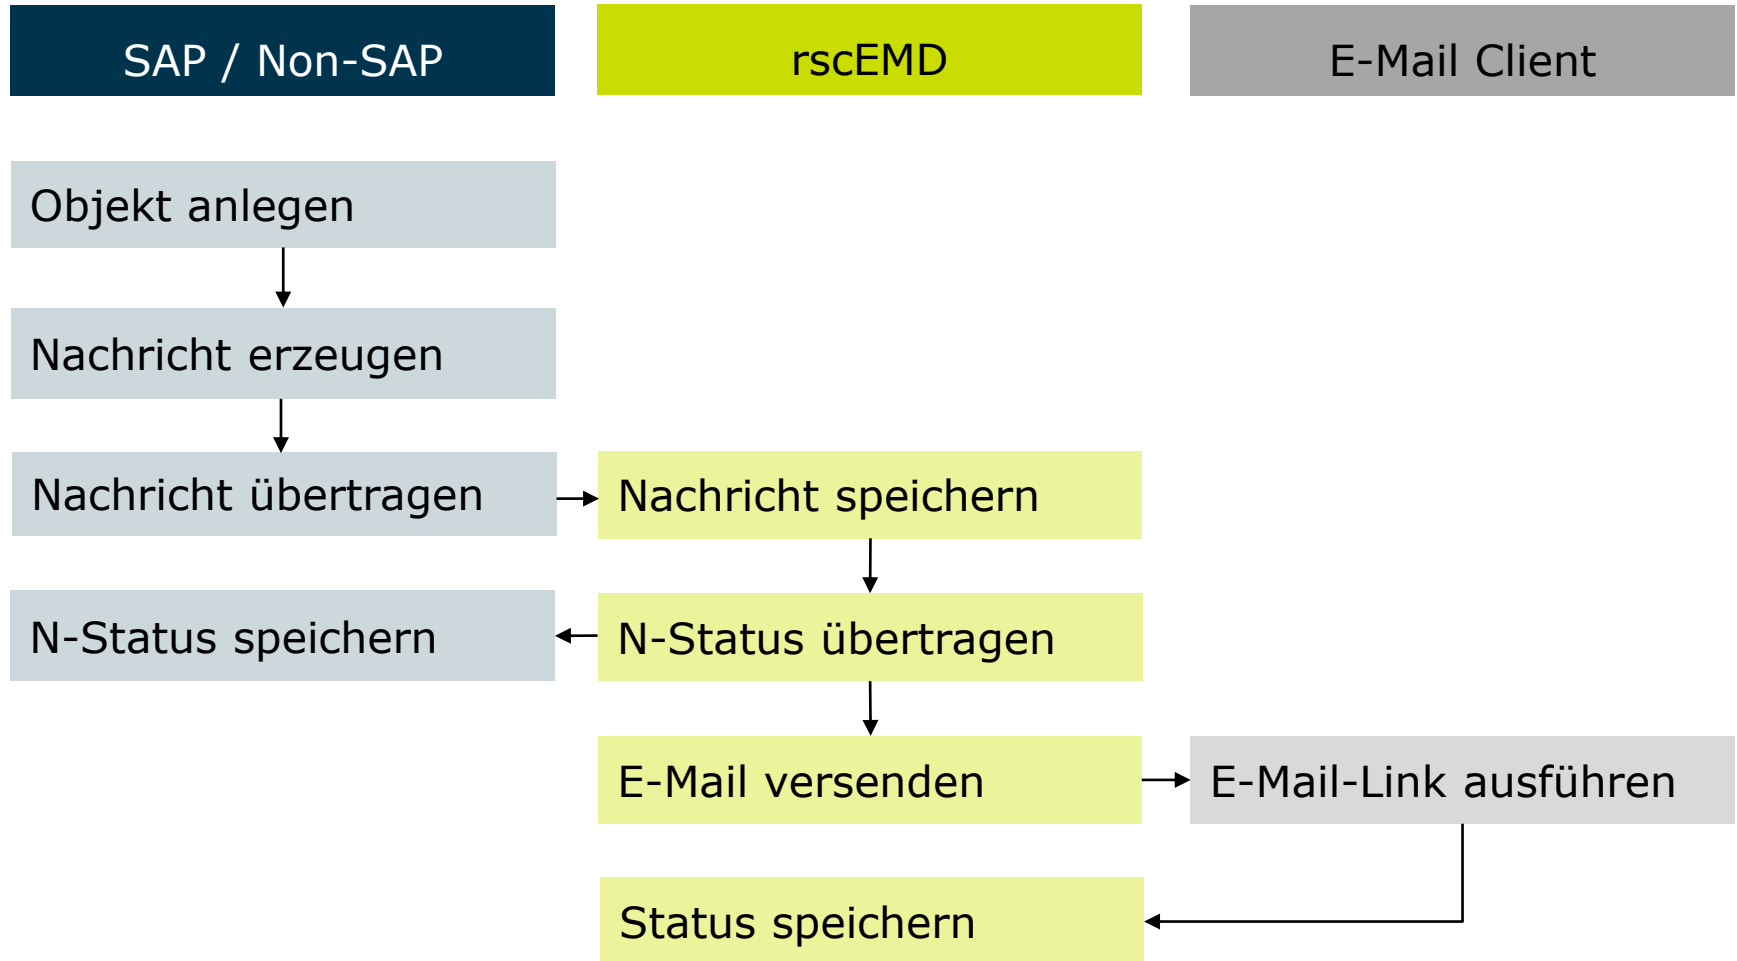 SAP / Non-SAP
rscEMD
E-Mail Client
Objekt anlegen
Nachricht erzeugen
Nachricht übertragen
Nachricht speichern
N-Status speichern
N-Status übertragen
E-Mail versenden
E-Mail-Link ausführen
Status speichern